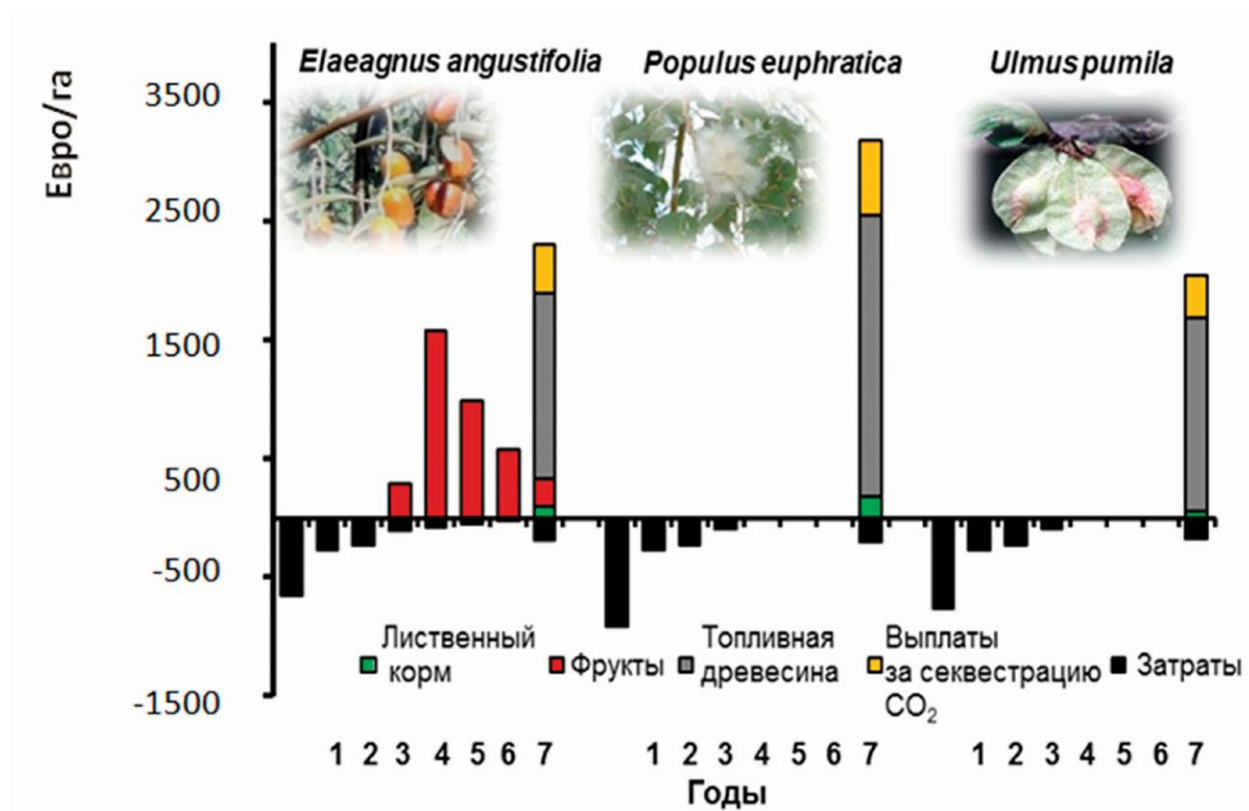 Elaeagnus angustifolia
Populus euphratica
Ulmus pumila
Евро/га
3500
2500
1500
500
-500
-1500
Лиственный
корм
Фрукты
Топливная
древесина
Выплаты
за секвестрацию
CO₂
Затраты
1 2 3 4 5 6 7 1 2 3 4 5 6 7 1 2 3 4 5 6 7
Годы